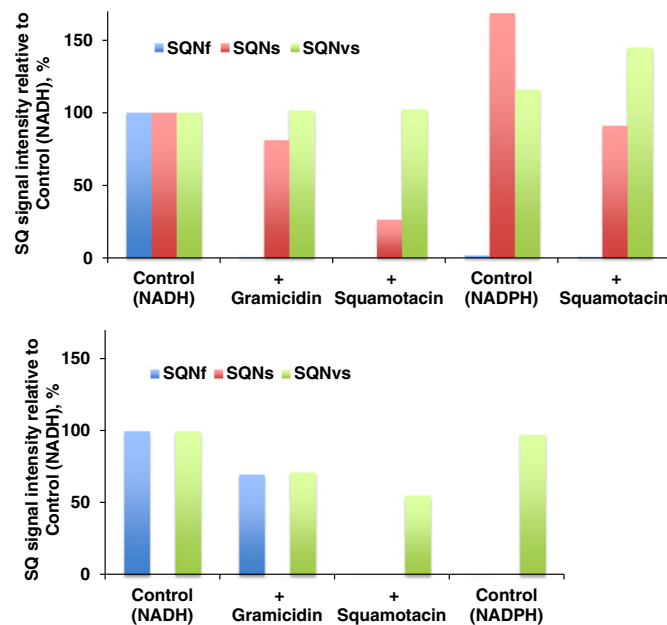 SQ signal intensity relative to
Control (NADH), %
150
100
50
0
SQNf SQNs SQNvs
Control + + Control +
(NADH) Gramicidin Squamotacin (NADPH) Squamotacin
SQ signal intensity relative to
Control (NADH), %
150
100
50
0
SQNf SQNs SQNvs
Control + + Control
(NADH) Gramicidin Squamotacin (NADPH)